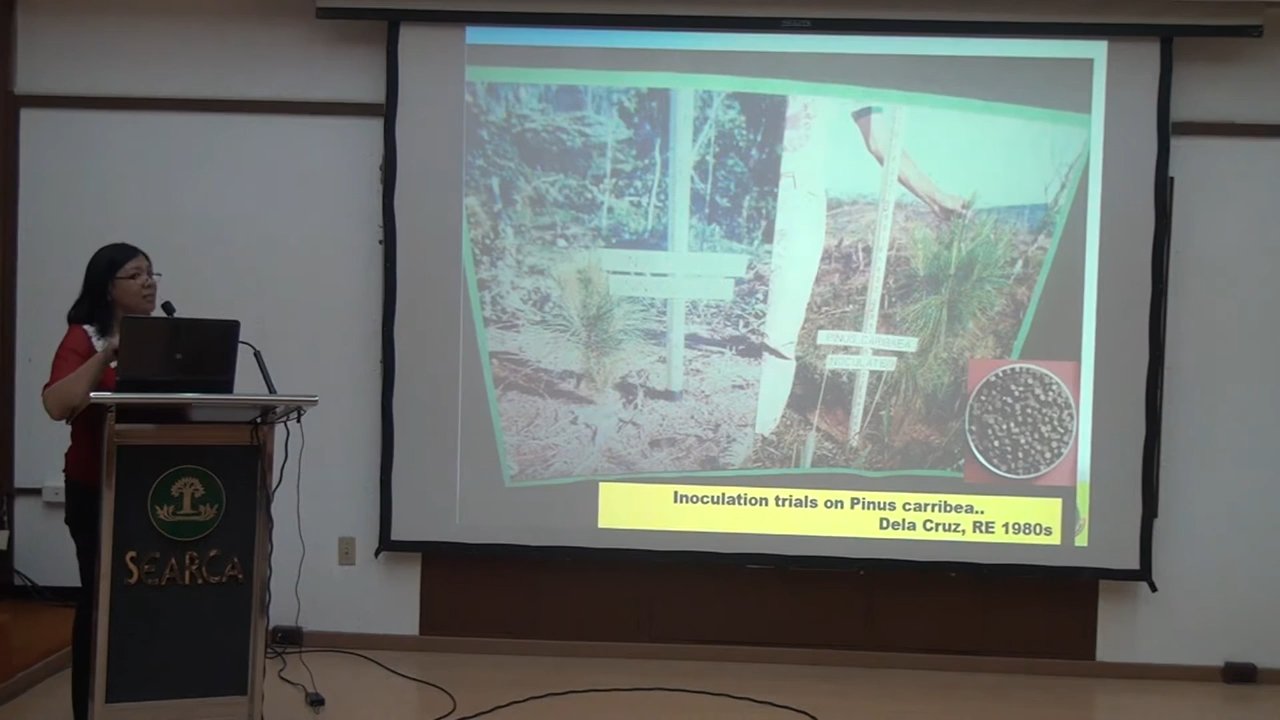 PINUS CARIBAEA
INOCULATED
Inoculation trials on Pinus carribea..
Dela Cruz, RE 1980s
SEARCA